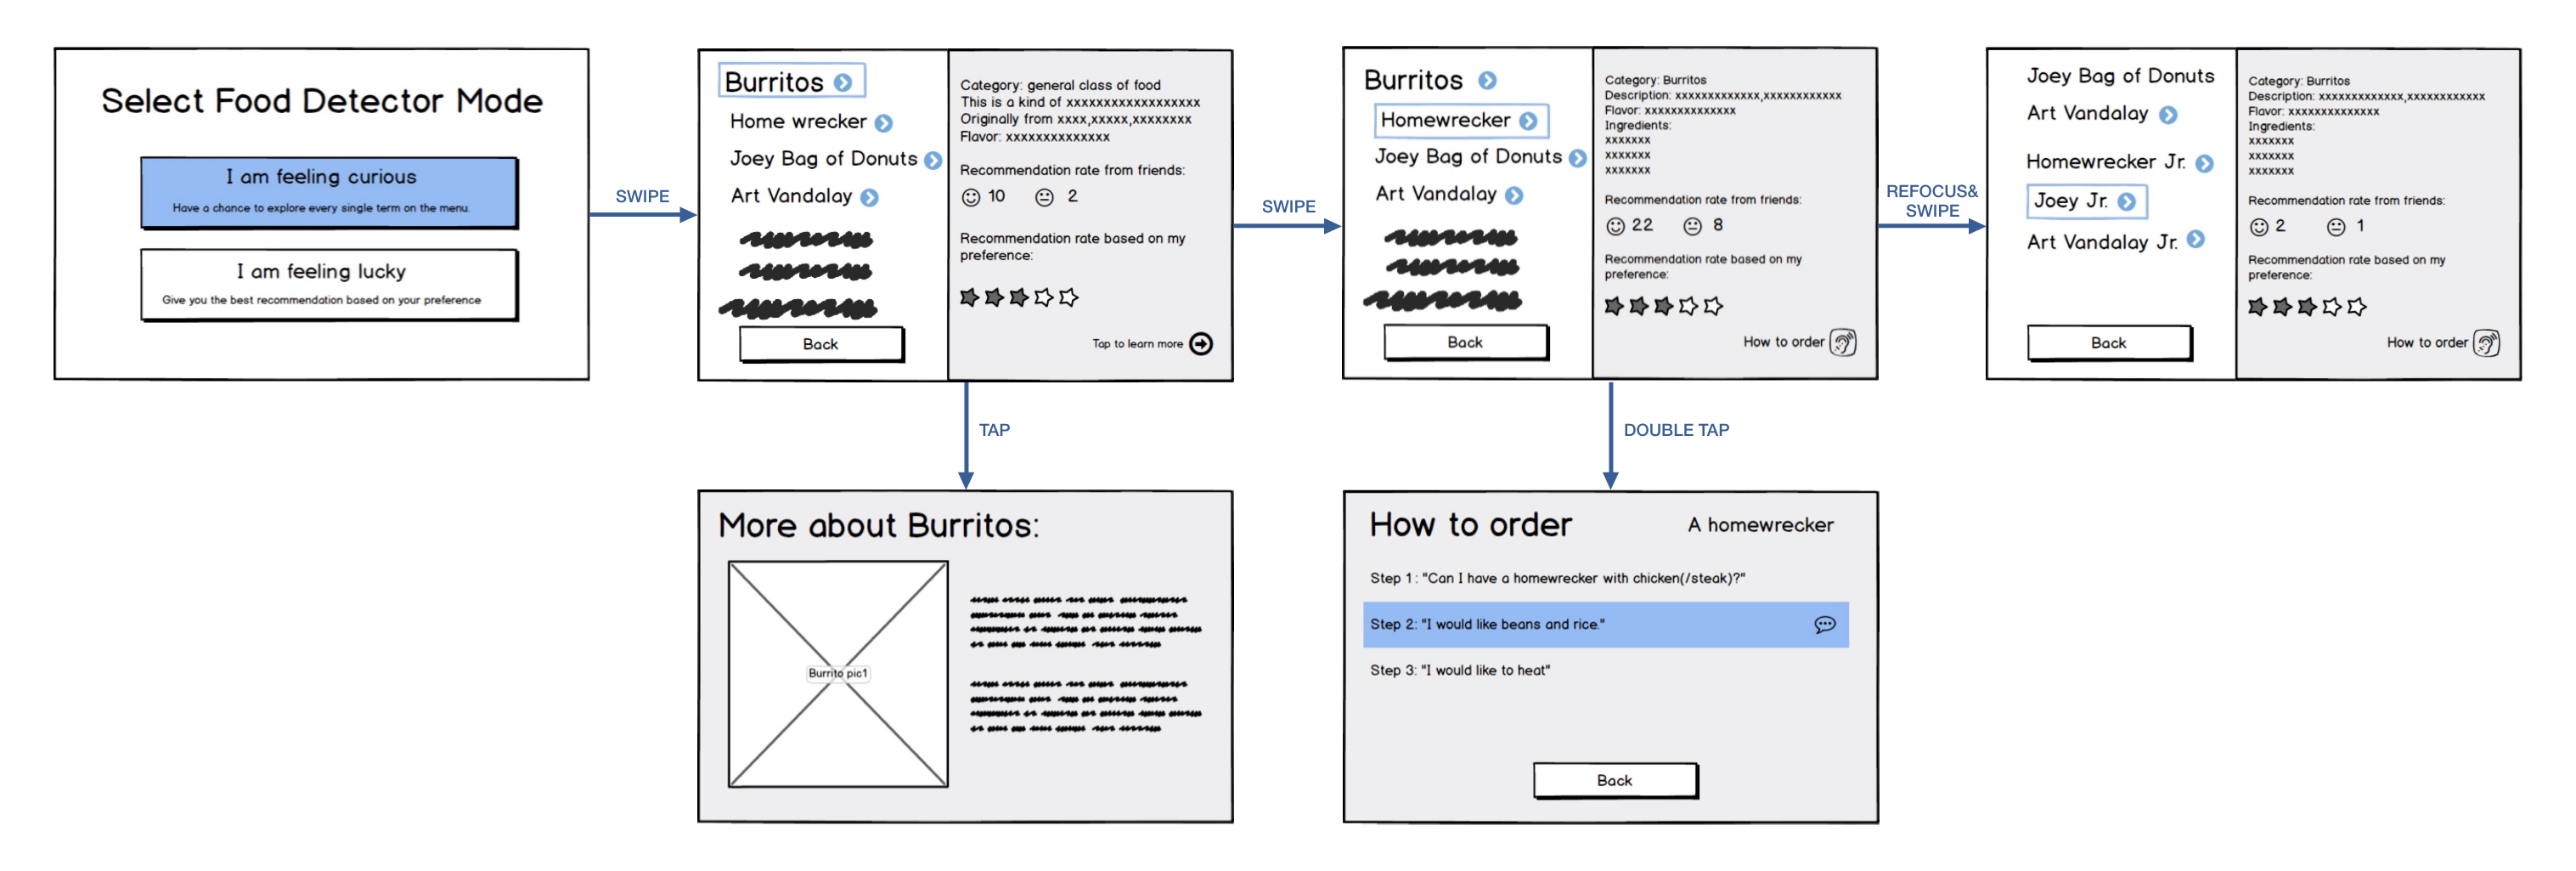 Select Food Detector Mode
I am feeling curious
Have a chance to explore every single term on the menu.
I am feeling lucky
Give you the best recommendation based on your preference
SWIPE
Burritos
Home wrecker
Joey Bag of Donuts
Art Vandalay
Back
Category: general class of food
This is a kind of xxxxxxxxxxxxxxxxxxx
Originally from xxxx,xxxxx,xxxxxxxx
Flavor: xxxxxxxxxxxxxx
Recommendation rate from friends:
10 2
Recommendation rate based on my
preference:
Tap to learn more
SWIPE
Burritos
Homewrecker
Joey Bag of Donuts
Art Vandalay
Back
Category: Burritos
Description: xxxxxxxxxxxxx,xxxxxxxxxxxx
Flavor: xxxxxxxxxxxxxx
Ingredients:
xxxxxxx
xxxxxxx
xxxxxxx
Recommendation rate from friends:
22 8
Recommendation rate based on my
preference:
How to order
REFOCUS&
SWIPE
Joey Bag of Donuts
Art Vandalay
Homewrecker Jr.
Joey Jr.
Art Vandalay Jr.
Back
Category: Burritos
Description: xxxxxxxxxxxxx,xxxxxxxxxxxx
Flavor: xxxxxxxxxxxxxx
Ingredients:
xxxxxxx
xxxxxxx
xxxxxxx
Recommendation rate from friends:
2 1
Recommendation rate based on my
preference:
How to order
TAP
More about Burritos:
Burrito pic1
DOUBLE TAP
How to order
A homewrecker
Step 1: "Can I have a homewrecker with chicken(/steak)?"
Step 2: "I would like beans and rice."
Step 3: "I would like to heat"
Back